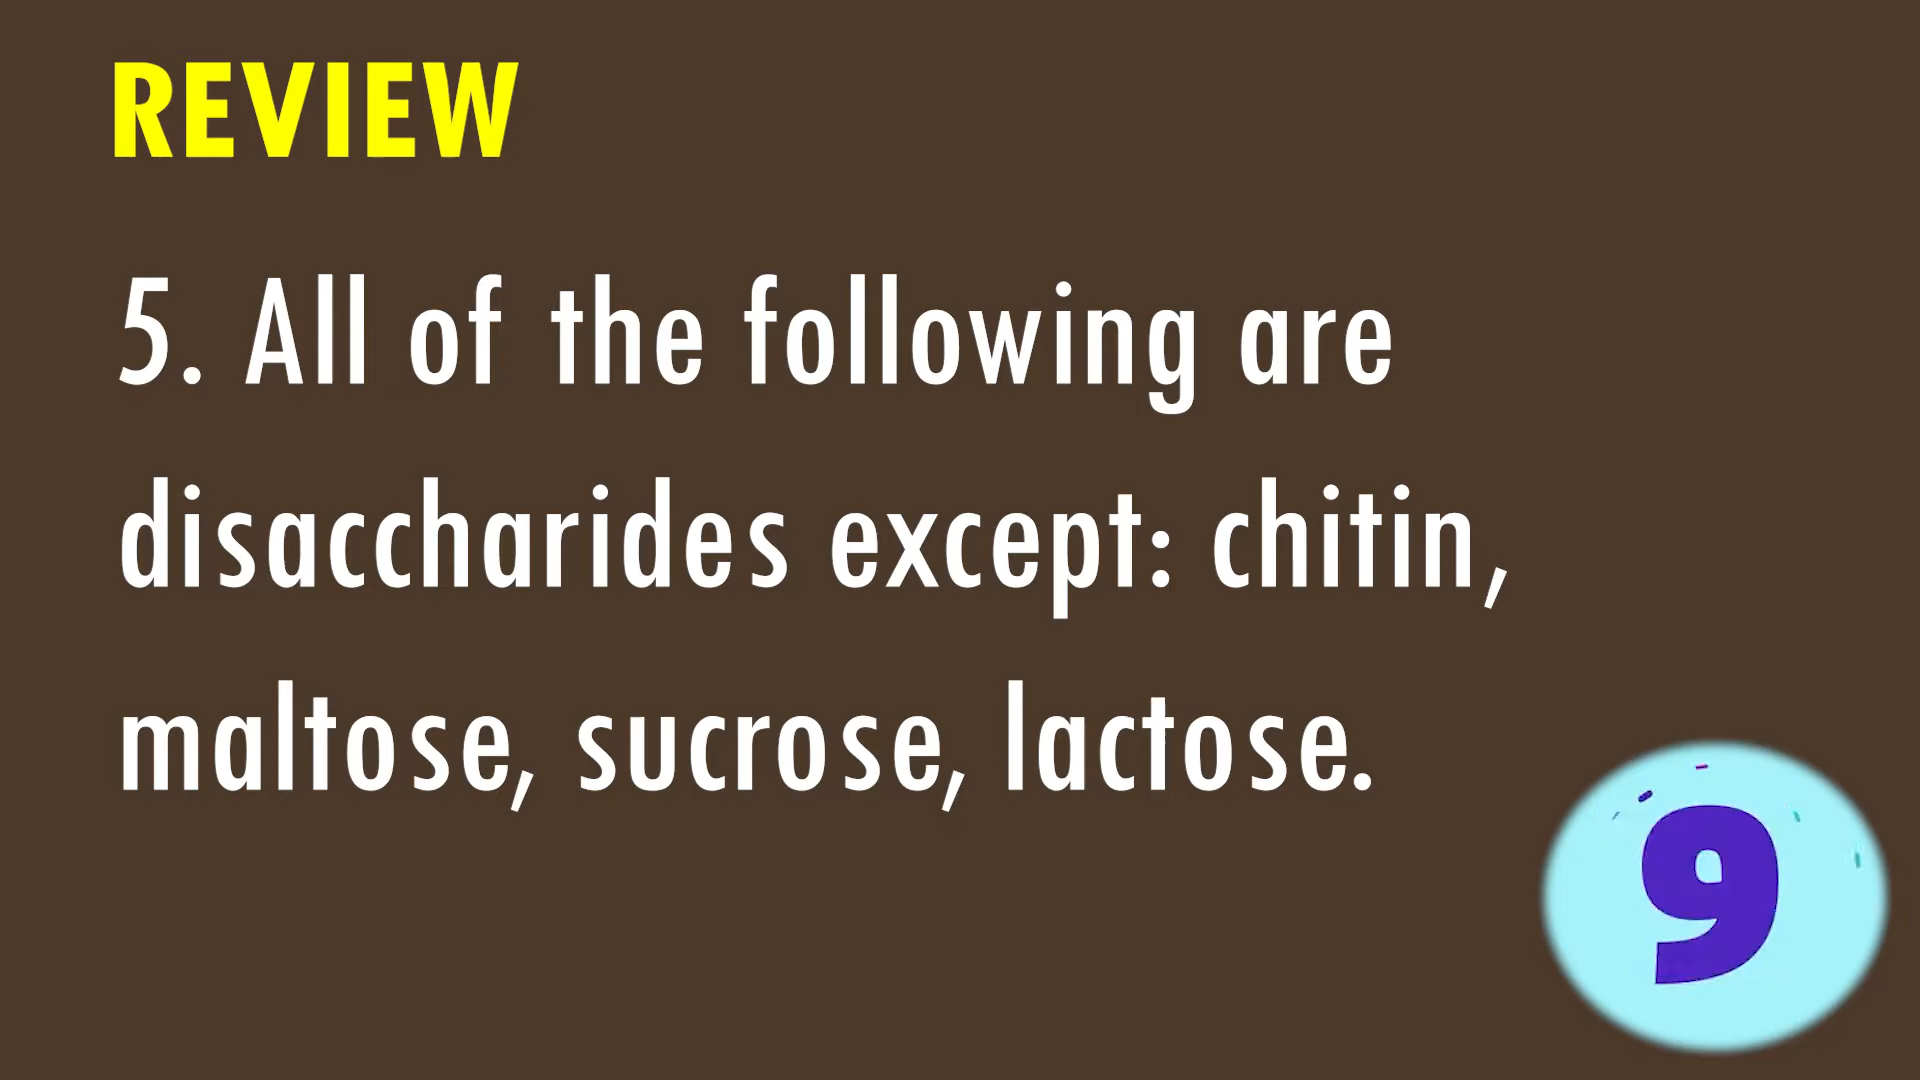 REVIEW
5. All of the following are
disaccharides except: chitin,
maltose, sucrose, lactose.
9